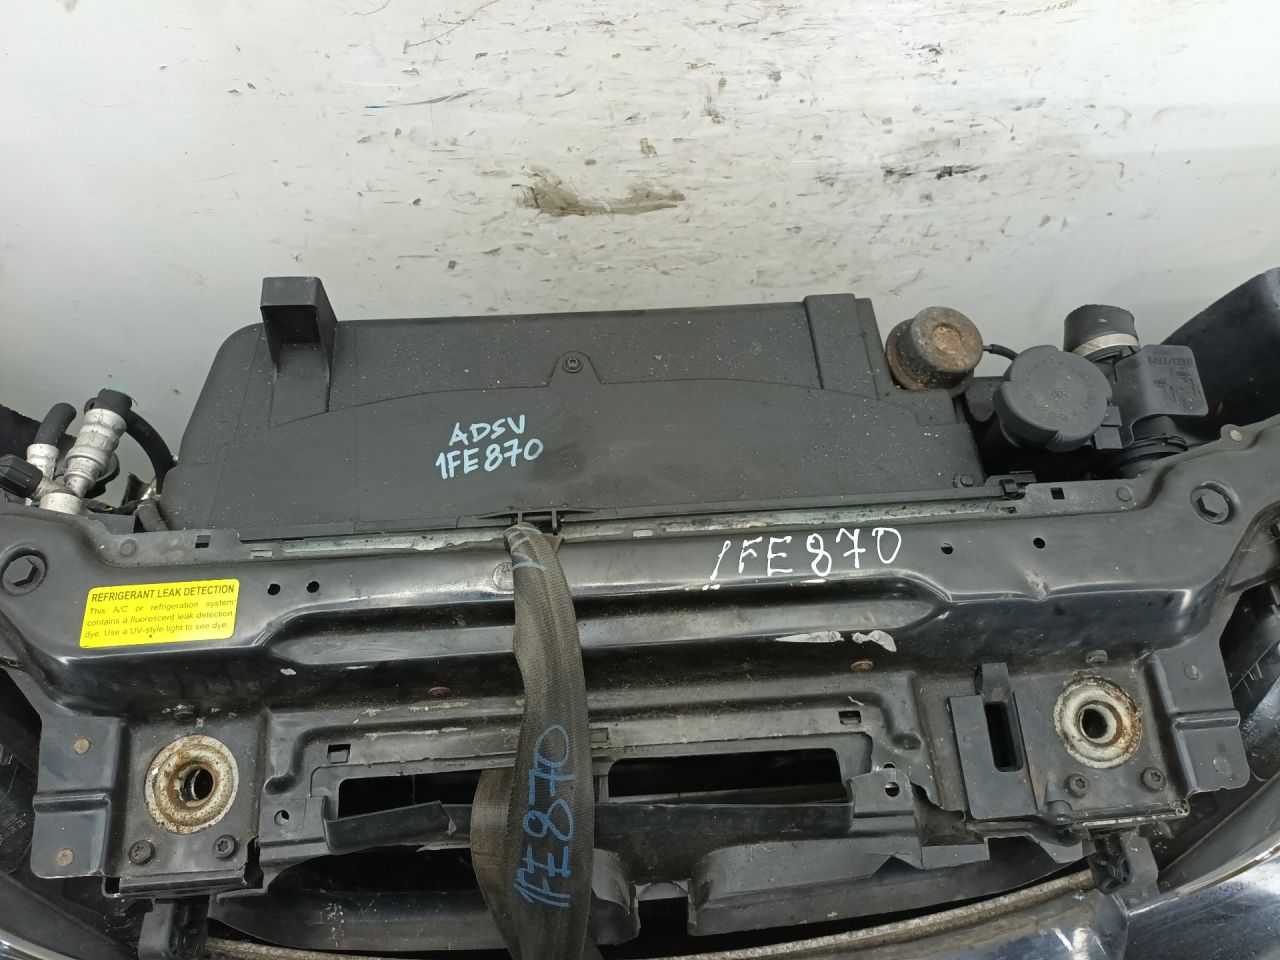 ADSV
1FE870
1FE870
REFRIGERANT LEAK DETECTION
This A/C or refrigeration system
contains a fluorescent leak detection
dye. Use a UV-style light to see dye.
1FE870